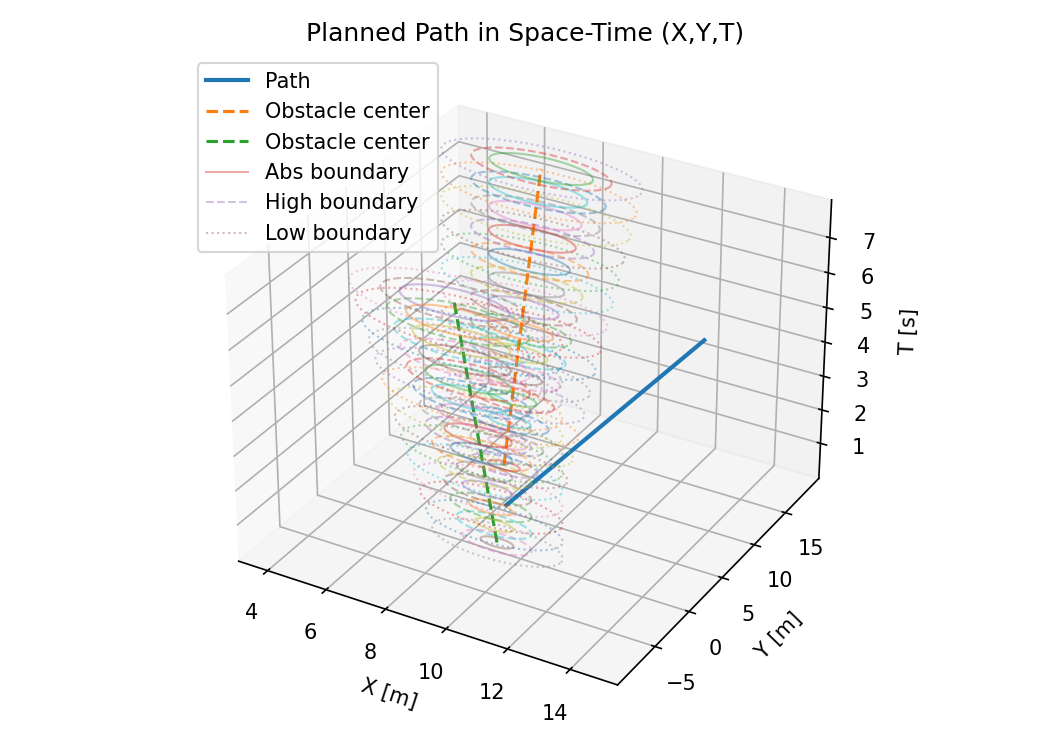 Planned Path in Space-Time (X,Y,T)
Path
Obstacle center
Obstacle center
Abs boundary
High boundary
Low boundary
7
6
5
4
3
2
1
T [s]
15
10
5
0
−5
Y [m]
4
6
8
10
12
14
X [m]